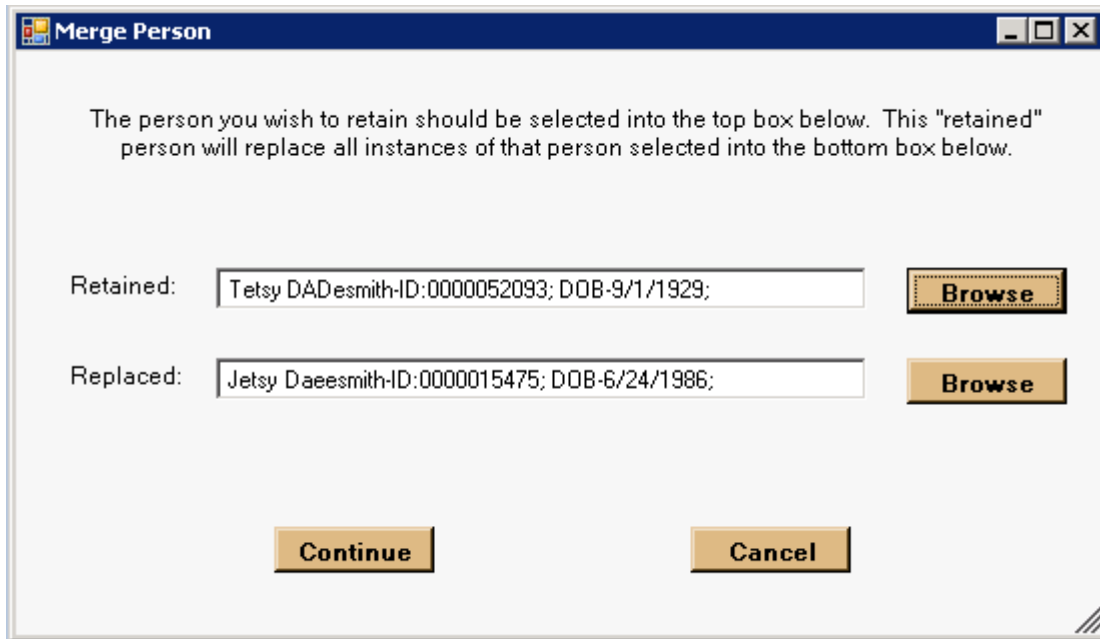 Merge Person
The person you wish to retain should be selected into the top box below. This "retained"
person will replace all instances of that person selected into the bottom box below.
Retained: Tetsy DADesmith-ID:0000052093; DOB-9/1/1929; Browse
Replaced: Jetsy Daeesmith-ID:0000015475; DOB-6/24/1986; Browse
Continue Cancel